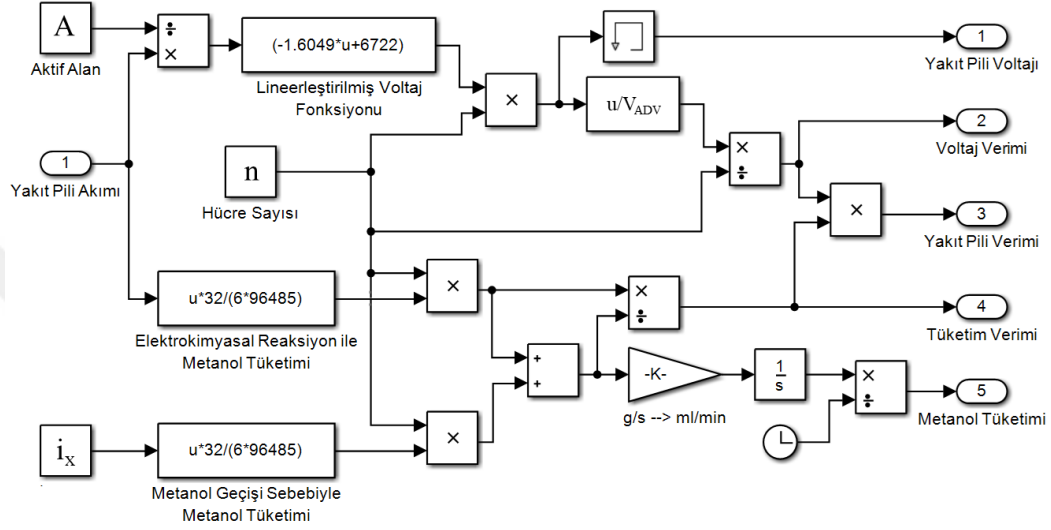 A
Aktif Alan
÷
×
(-1.6049*u+6722)
Lineerleştirilmiş Voltaj
Fonksiyonu
×
1
Yakıt Pili Voltajı
u/V_ADV
1
Yakıt Pili Akımı
n
Hücre Sayısı
×
÷
2
Voltaj Verimi
×
3
Yakıt Pili Verimi
u*32/(6*96485)
Elektrokimyasal Reaksiyon ile
Metanol Tüketimi
×
×
÷
4
Tüketim Verimi
+
+
-K-
g/s --> ml/min
1
s
×
÷
5
Metanol Tüketimi
i_x
u*32/(6*96485)
Metanol Geçişi Sebebiyle
Metanol Tüketimi
×